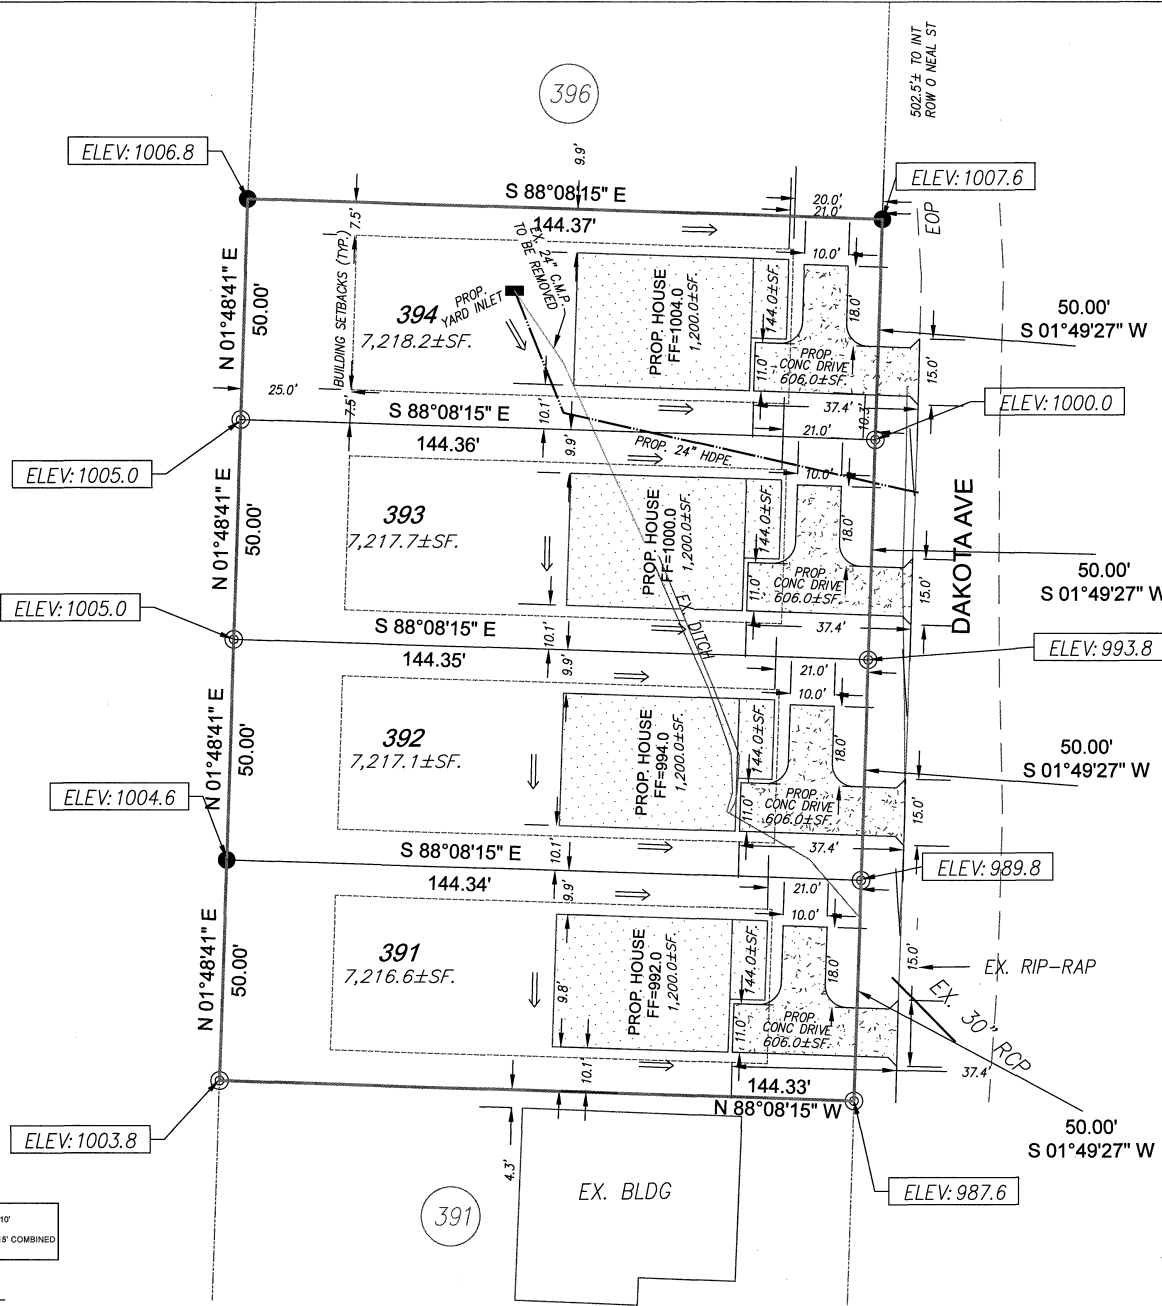 502.5'± TO INT
ROW O NEAL ST
396
ELEV: 1006.8
9.9'
ELEV: 1007.6
S 88°08'15" E
144.37'
20.0'
21.0'
EOP
7.5'
10.0'
EX. 24" C.M.P.
TO BE REMOVED
BUILDING SETBACKS (TYP.)
N 01°48'41" E
50.00'
394
7,218.2±SF.
PROP.
YARD INLET
PROP. HOUSE
FF=1004.0
1,200.0±SF.
144.0±SF.
18.0'
PROP.
CONC DRIVE
606.0±SF.
11.0'
15.0'
50.00'
S 01°49'27" W
25.0'
7.5'
10.1'
37.4'
10.3'
ELEV: 1000.0
S 88°08'15" E
144.36'
9.9'
21.0'
PROP. 24" HDPE.
10.0'
ELEV: 1005.0
N 01°48'41" E
50.00'
393
7,217.7±SF.
PROP. HOUSE
FF=1000.0
1,200.0±SF.
144.0±SF.
18.0'
PROP.
CONC DRIVE
606.0±SF.
11.0'
15.0'
DAKOTA AVE
50.00'
S 01°49'27" W
EX. DITCH
ELEV: 1005.0
S 88°08'15" E
144.35'
10.1'
9.9'
37.4'
21.0'
10.0'
ELEV: 993.8
N 01°48'41" E
50.00'
392
7,217.1±SF.
PROP. HOUSE
FF=994.0
1,200.0±SF.
144.0±SF.
18.0'
PROP.
CONC DRIVE
606.0±SF.
11.0'
15.0'
50.00'
S 01°49'27" W
ELEV: 1004.6
S 88°08'15" E
144.34'
10.1'
9.9'
37.4'
21.0'
10.0'
ELEV: 989.8
N 01°48'41" E
50.00'
391
7,216.6±SF.
9.8'
PROP. HOUSE
FF=992.0
1,200.0±SF.
144.0±SF.
18.0'
PROP.
CONC DRIVE
606.0±SF.
11.0'
15.0'
EX. RIP-RAP
EX. 30" RCP
37.4'
10.1'
144.33'
N 88°08'15" W
50.00'
S 01°49'27" W
ELEV: 1003.8
4.3'
EX. BLDG
ELEV: 987.6
391
10'
5' COMBINED